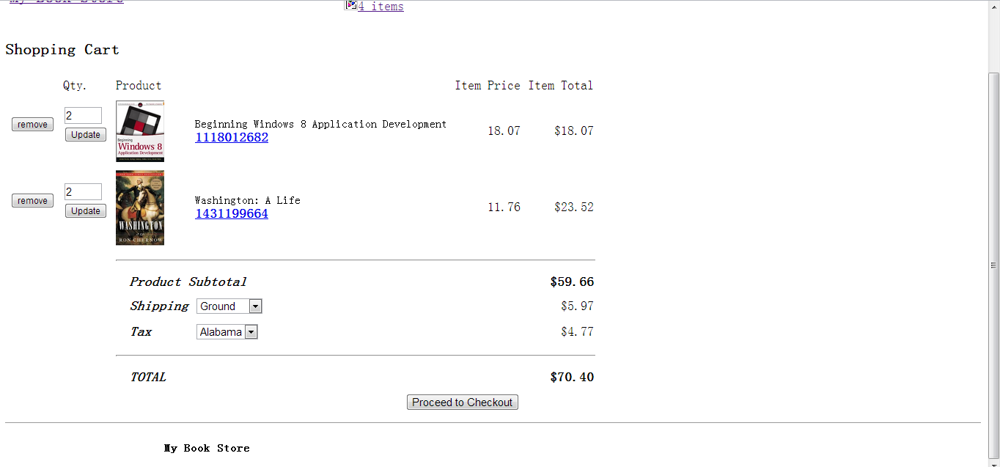 My Book Store
4 items
Shopping Cart
Qty. Product Item Price Item Total
remove 2 Update Beginning Windows 8 Application Development 1118012682 18.07 $18.07
Beginning
Windows 8
Application Development
remove 2 Update Washington: A Life 1431199664 11.76 $23.52
WASHINGTON
RON CHERNOW
Product Subtotal $59.66
Shipping Ground $5.97
Tax Alabama $4.77
TOTAL $70.40
Proceed to Checkout
My Book Store